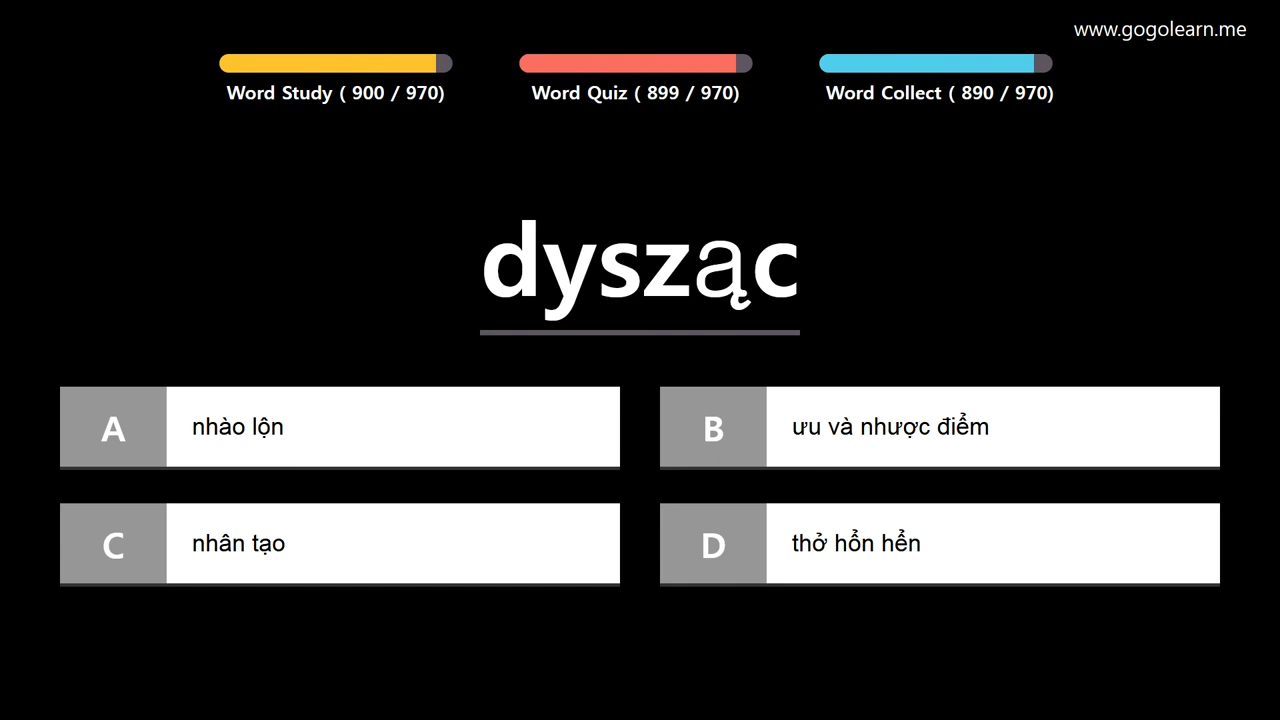 www.gogolearn.me
Word Study ( 900 / 970)
Word Quiz ( 899 / 970)
Word Collect ( 890 / 970)
dysząc
A
nhào lộn
B
ưu và nhược điểm
C
nhân tạo
D
thở hổn hển